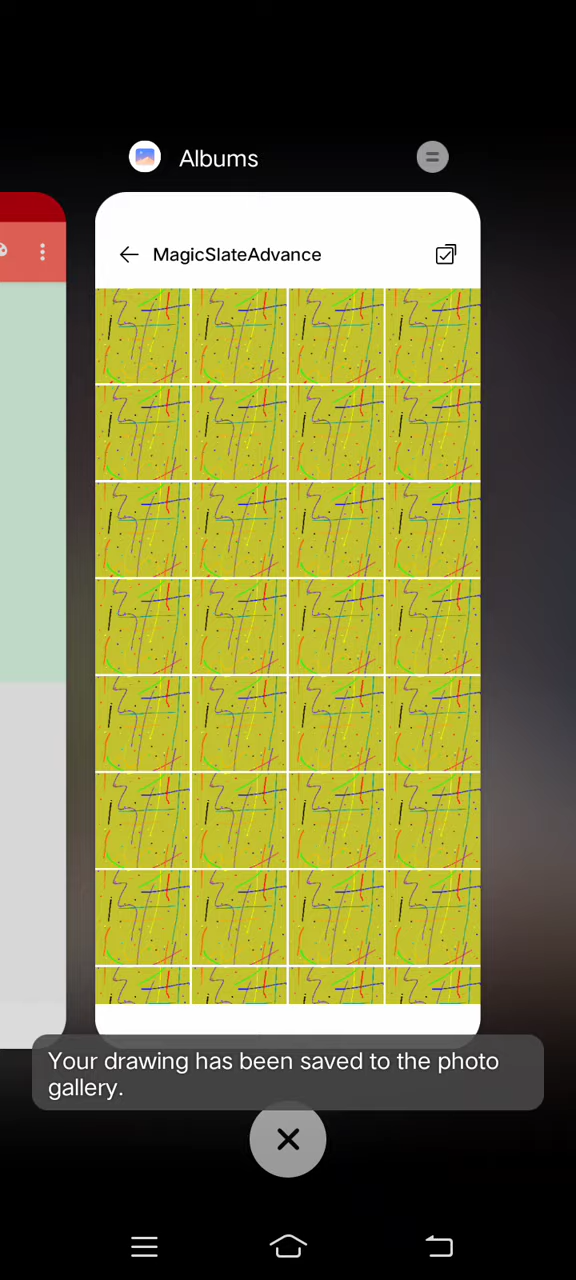 Albums
MagicSlateAdvance
Your drawing has been saved to the photo
gallery.